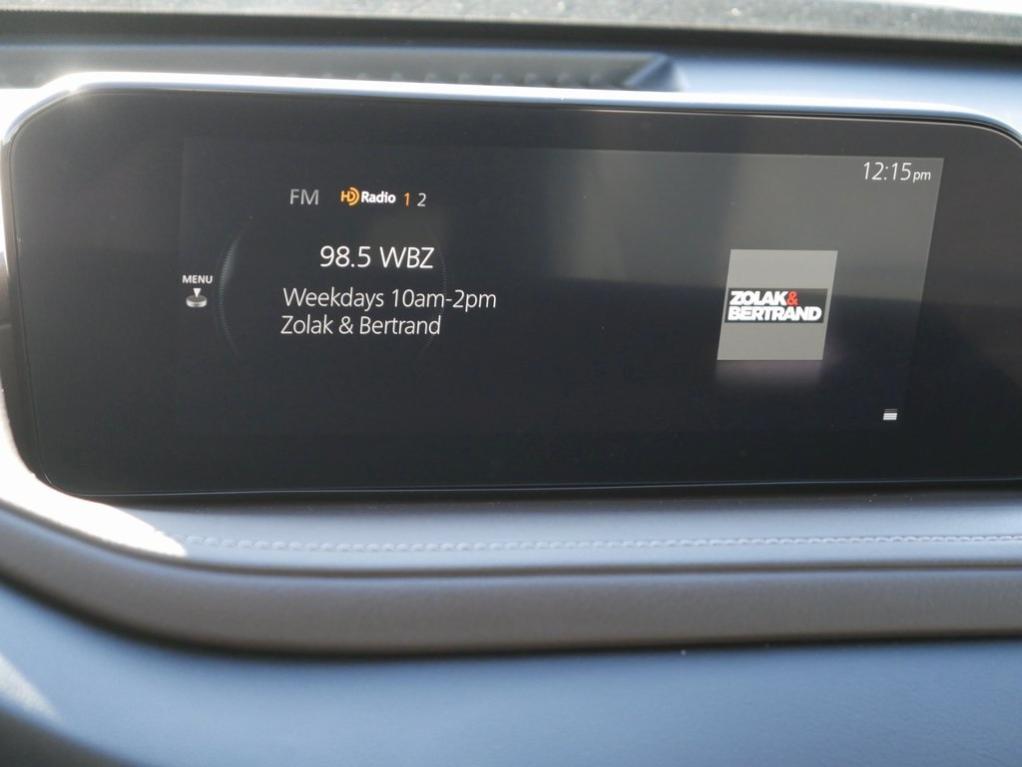 12:15pm
FM HD Radio 1 2
98.5 WBZ
MENU
Weekdays 10am-2pm
Zolak & Bertrand
ZOLAK&
BERTRAND